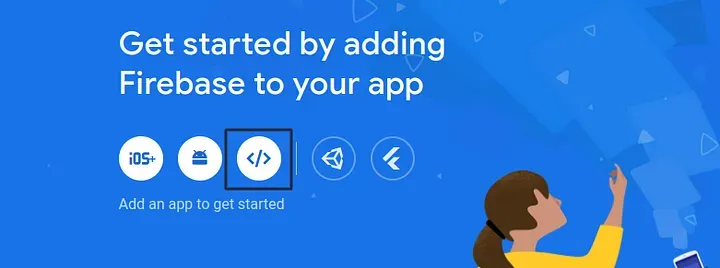 Get started by adding
Firebase to your app
iOS+
</>
Add an app to get started